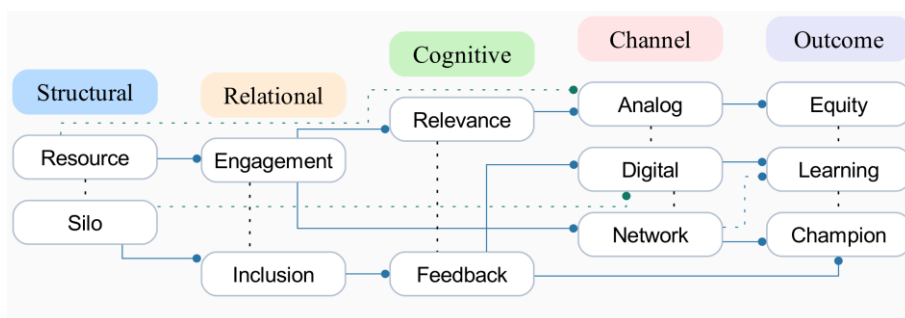 Structural
Relational
Cognitive
Channel
Outcome
Resource
Silo
Engagement
Inclusion
Relevance
Feedback
Analog
Digital
Network
Equity
Learning
Champion